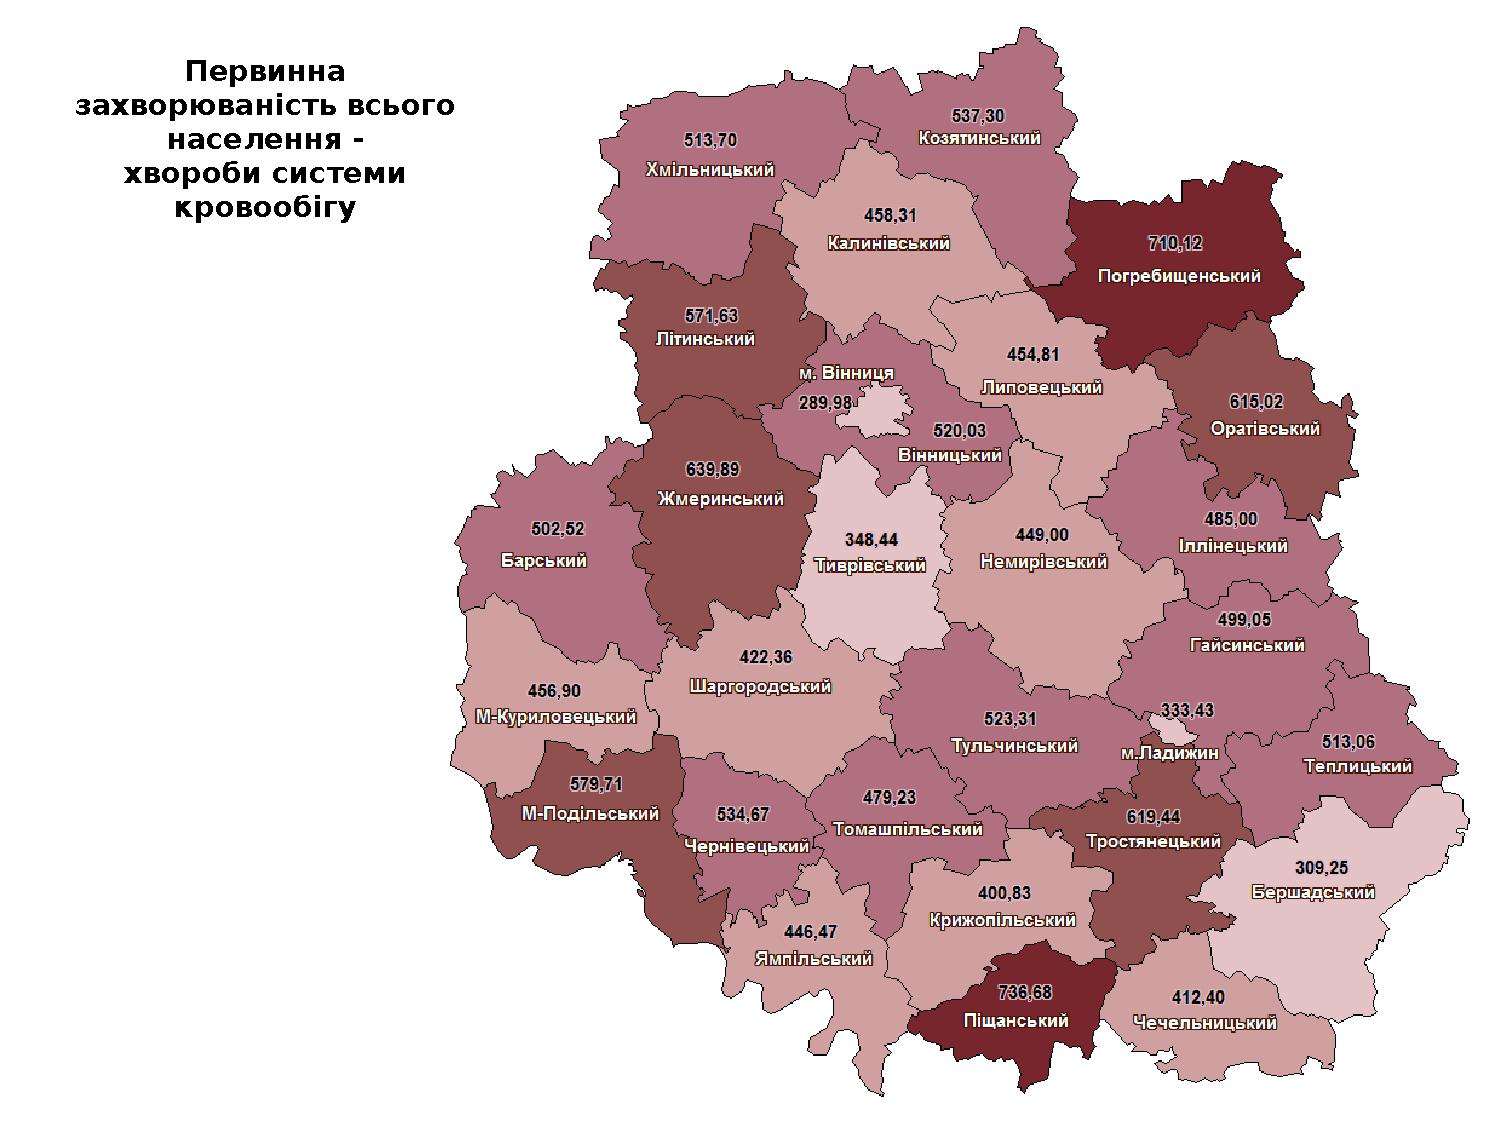 Первинна
захворюваність всього
населення -
хвороби системи
кровообігу
537,30
Козятинський
513,70
Хмільницький
458,31
Калинівський
710,12
Погребищенський
571,63
Літинський
454,81
Липовецький
м. Вінниця
289,98
615,02
Оратівський
520,03
Вінницький
639,89
Жмеринський
502,52
Барський
348,44
Тиврівський
449,00
Немирівський
485,00
Іллінецький
499,05
Гайсинський
422,36
Шаргородський
456,90
М-Куриловецький
523,31
Тульчинський
333,43
м.Ладижин
513,06
Теплицький
579,71
М-Подільський
534,67
Чернівецький
479,23
Томашпільський
619,44
Тростянецький
309,25
Бершадський
400,83
Крижопільський
446,47
Ямпільський
736,68
Піщанський
412,40
Чечельницький